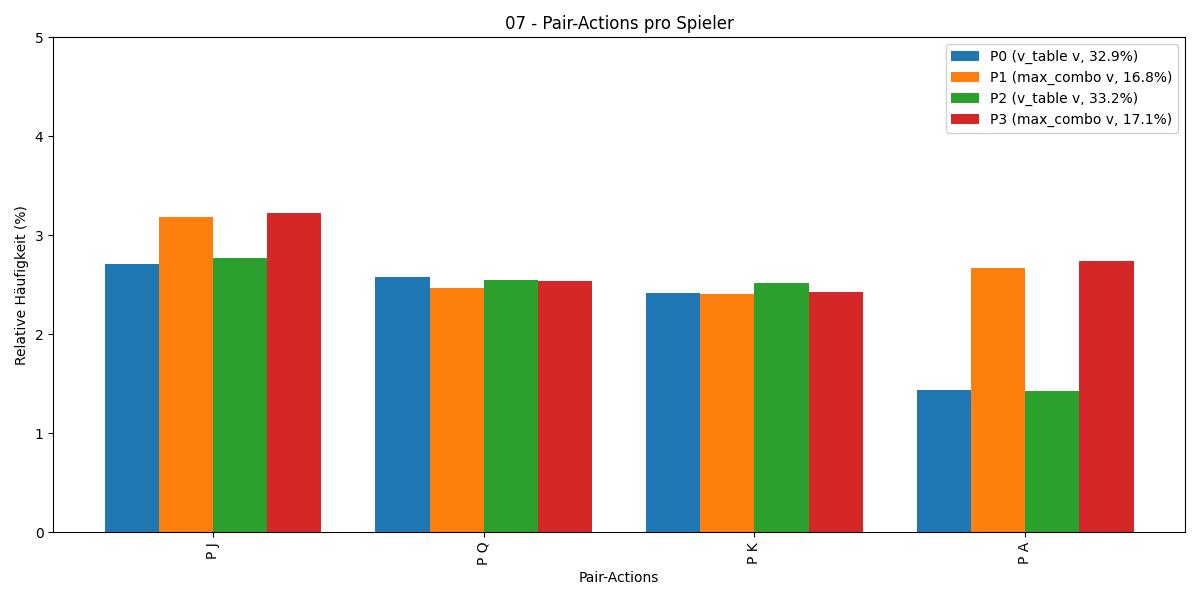 07 - Pair-Actions pro Spieler
P0 (v_table v, 32.9%)
P1 (max_combo v, 16.8%)
P2 (v_table v, 33.2%)
P3 (max_combo v, 17.1%)
Relative Häufigkeit (%)
5
4
3
2
1
0
P J
P Q
P K
P A
Pair-Actions